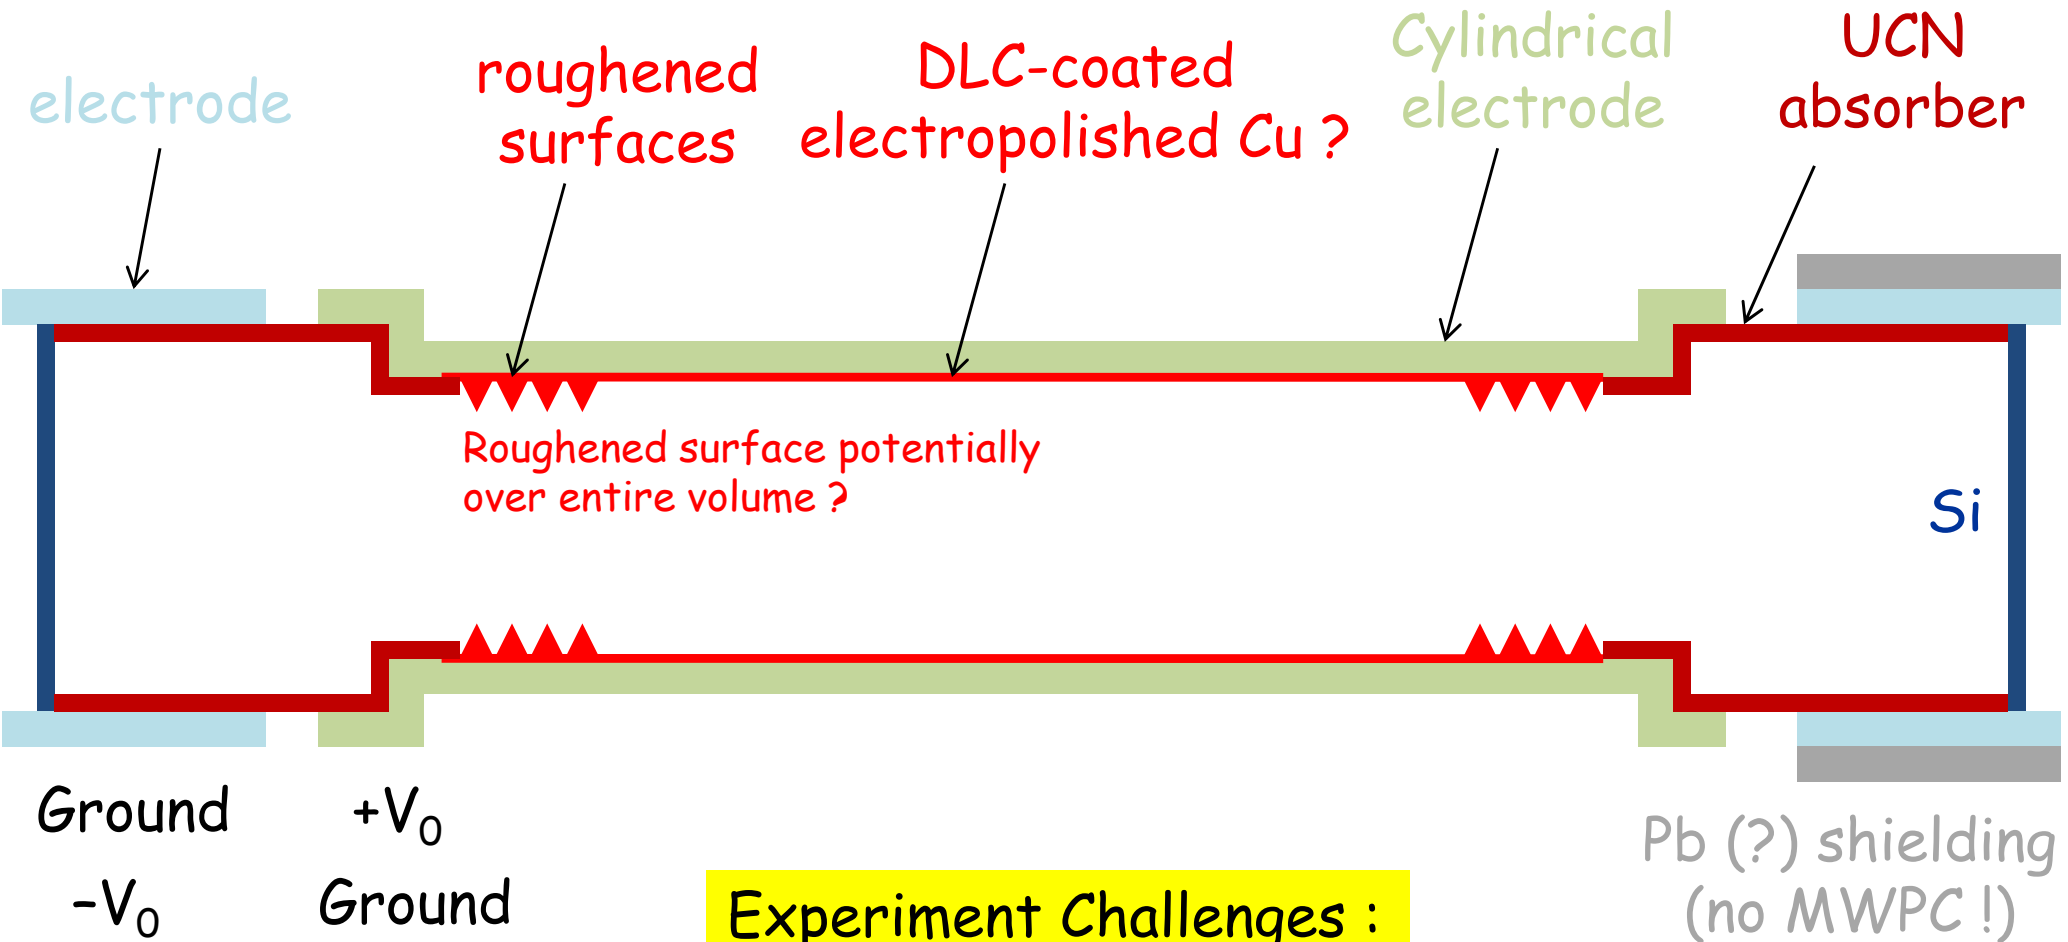 electrode
roughened
surfaces
DLC-coated
electropolished Cu ?
Cylindrical
electrode
UCN
absorber
Roughened surface potentially
over entire volume ?
Si
Ground
+V0
-V0
Ground
Pb (?) shielding
(no MWPC !)
Experiment Challenges :